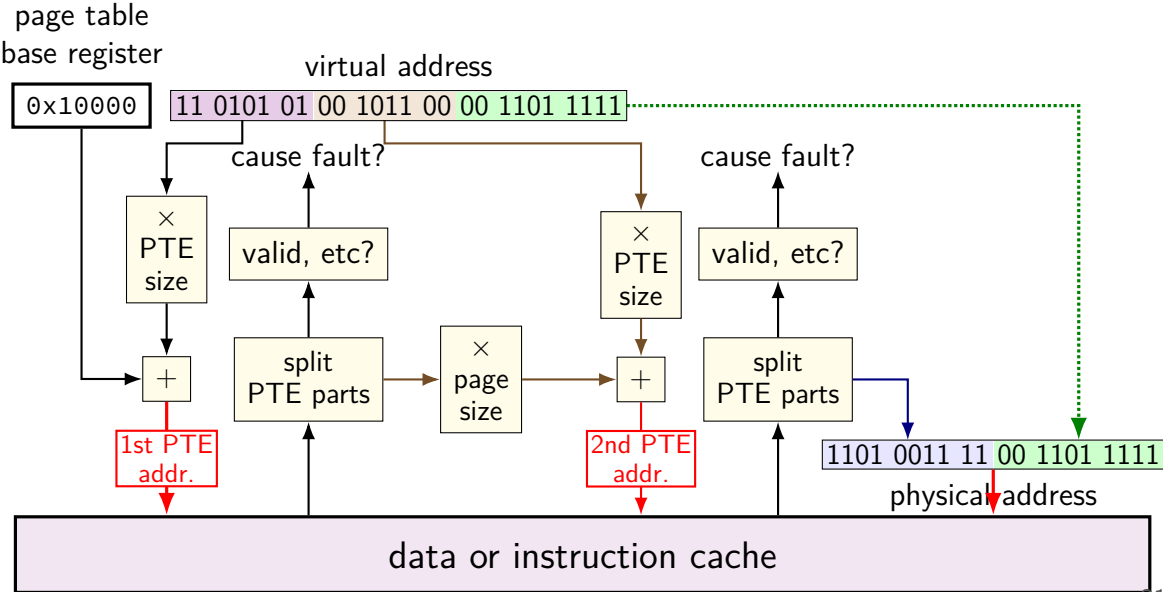 page table
base register
0x10000
virtual address
11 0101 01 00 1011 00 00 1101 1111
cause fault?
cause fault?
×
PTE
size
valid, etc?
×
PTE
size
valid, etc?
+
split
PTE parts
×
page
size
+
split
PTE parts
1st PTE
addr.
2nd PTE
addr.
1101 0011 11 00 1101 1111
physical address
data or instruction cache